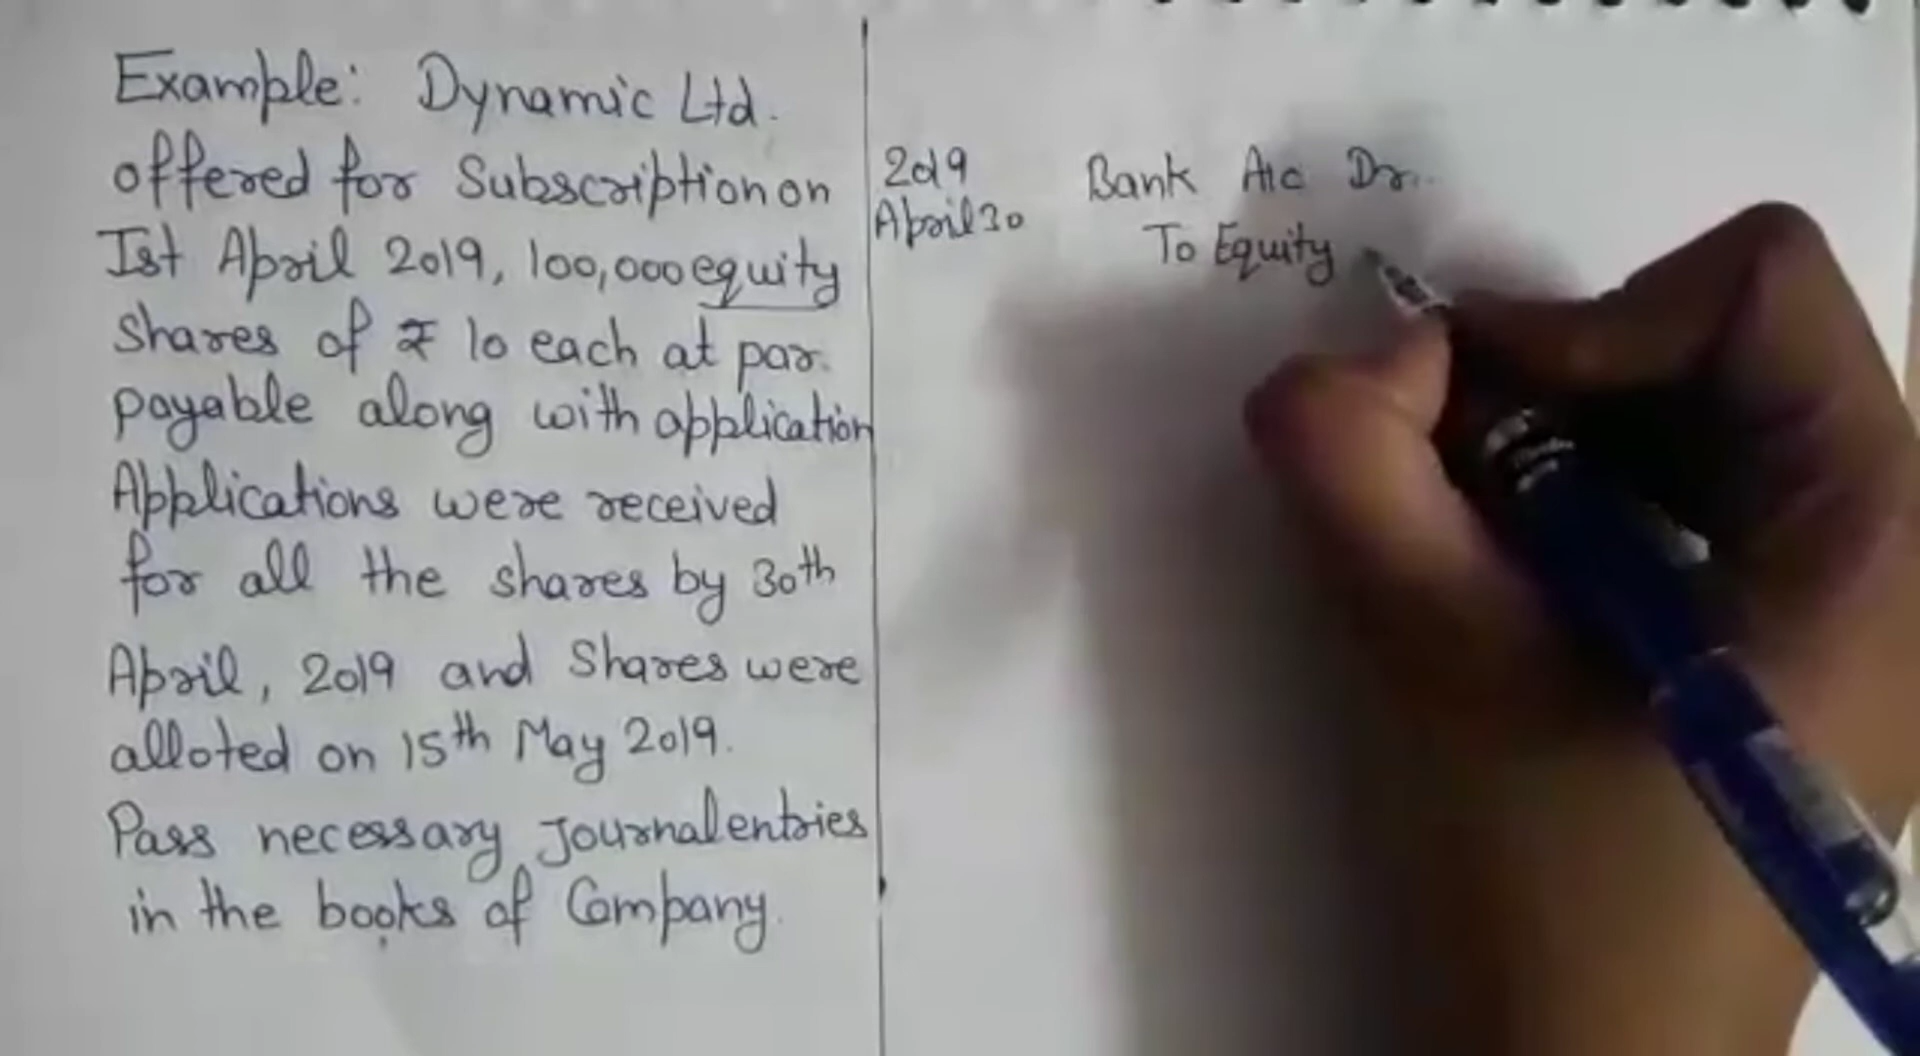 Example: Dynamic Ltd.
offered for Subscription on
Ist April 2019, 100,000 equity
Shares of ₹ 10 each at par.
payable along with application
Applications were received
for all the shares by 30th
April, 2019 and Shares were
alloted on 15th May 2019.
Pass necessary Journal entries
in the books of Company.
2019
April 30
Bank A/c Dr..
To Equity